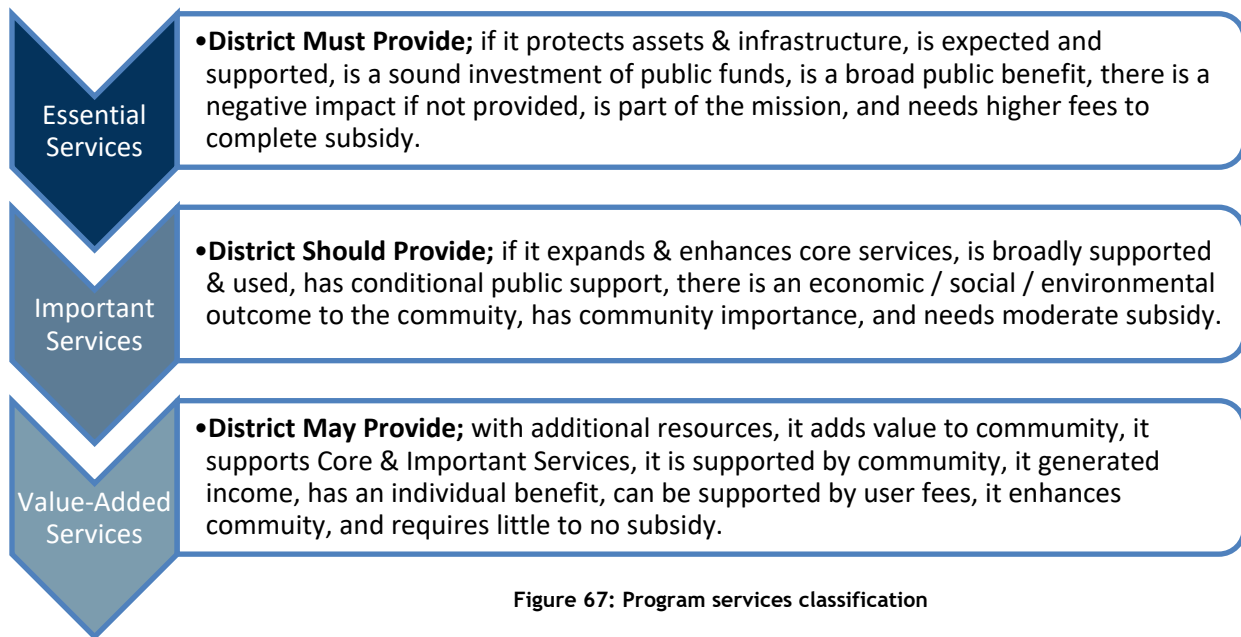 Essential
Services
•District Must Provide; if it protects assets & infrastructure, is expected and
supported, is a sound investment of public funds, is a broad public benefit, there is a
negative impact if not provided, is part of the mission, and needs higher fees to
complete subsidy.
Important
Services
•District Should Provide; if it expands & enhances core services, is broadly supported
& used, has conditional public support, there is an economic / social / environmental
outcome to the commuity, has community importance, and needs moderate subsidy.
Value-Added
Services
•District May Provide; with additional resources, it adds value to commumity, it
supports Core & Important Services, it is supported by commumity, it generated
income, has an individual benefit, can be supported by user fees, it enhances
commuity, and requires little to no subsidy.
Figure 67: Program services classification